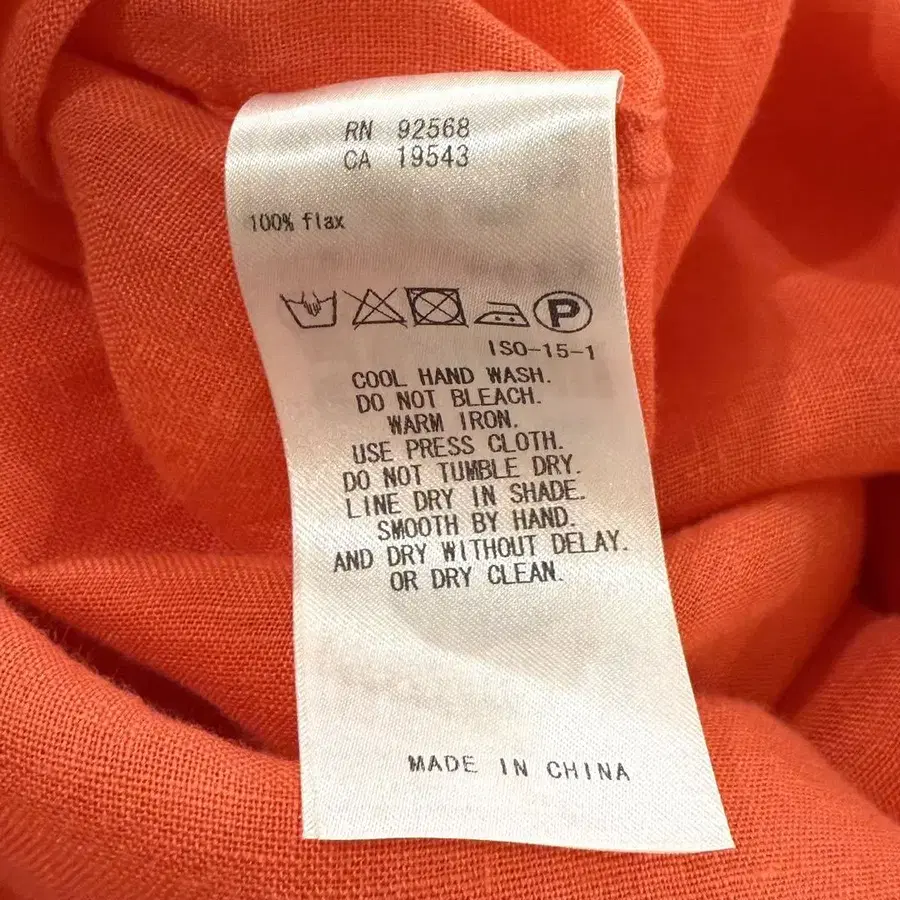 RN 92568
CA 19543
100% flax
P
ISO-15-1
COOL HAND WASH.
DO NOT BLEACH.
WARM IRON.
USE PRESS CLOTH.
DO NOT TUMBLE DRY.
LINE DRY IN SHADE.
SMOOTH BY HAND.
AND DRY WITHOUT DELAY.
OR DRY CLEAN.
MADE IN CHINA